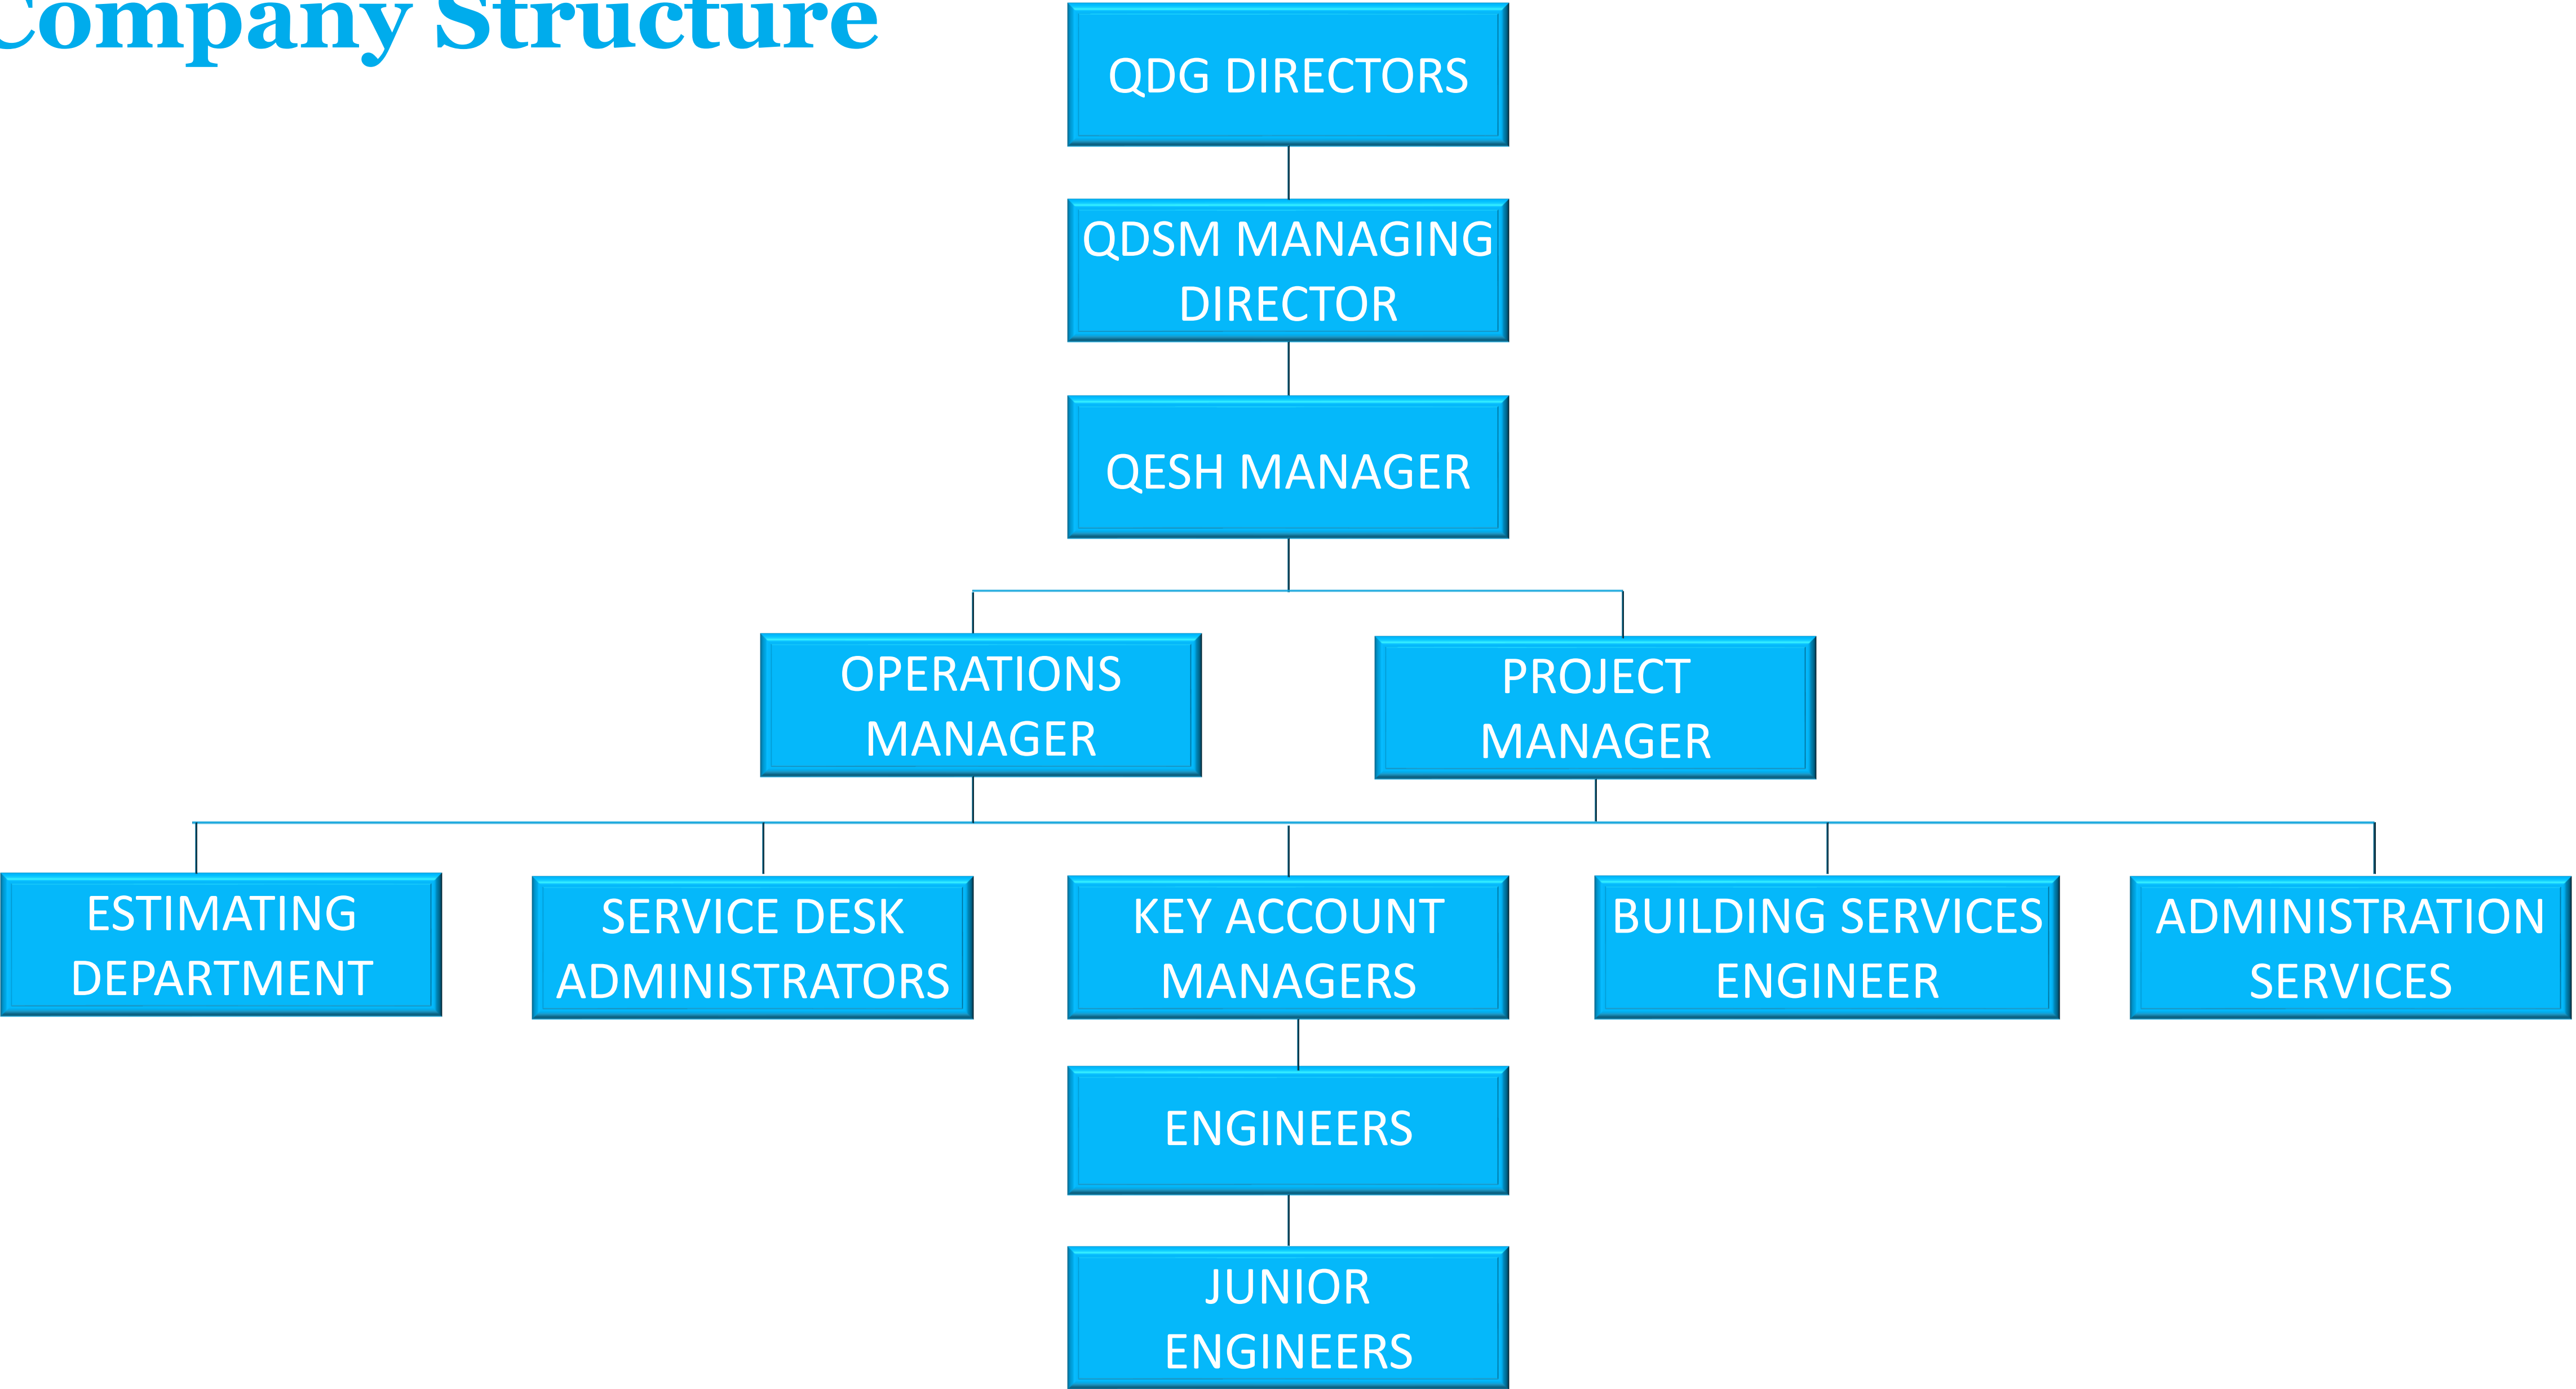 Company Structure
QDG DIRECTORS
QDSM MANAGING
DIRECTOR
QESH MANAGER
OPERATIONS
MANAGER
PROJECT
MANAGER
ESTIMATING
DEPARTMENT
SERVICE DESK
ADMINISTRATORS
KEY ACCOUNT
MANAGERS
BUILDING SERVICES
ENGINEER
ADMINISTRATION
SERVICES
ENGINEERS
JUNIOR
ENGINEERS